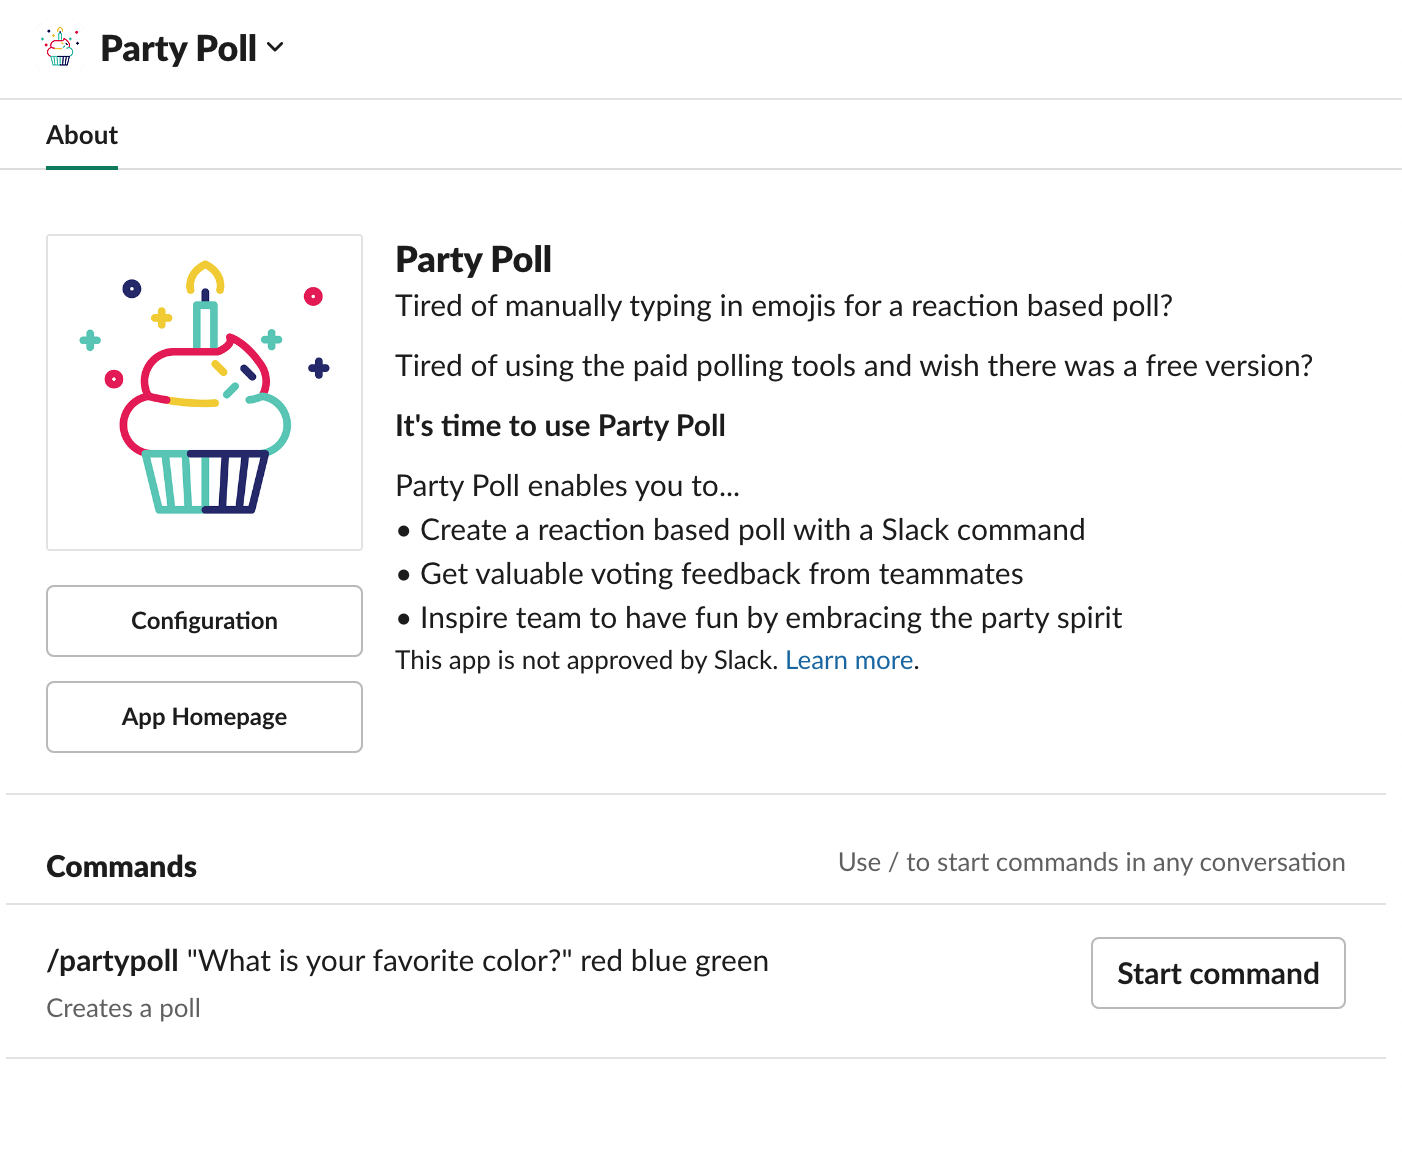 Party Poll
About
Party Poll
Tired of manually typing in emojis for a reaction based poll?
Tired of using the paid polling tools and wish there was a free version?
It's time to use Party Poll
Party Poll enables you to...
• Create a reaction based poll with a Slack command
• Get valuable voting feedback from teammates
• Inspire team to have fun by embracing the party spirit
This app is not approved by Slack. Learn more.
Configuration
App Homepage
Commands
Use / to start commands in any conversation
/partypoll "What is your favorite color?" red blue green
Creates a poll
Start command